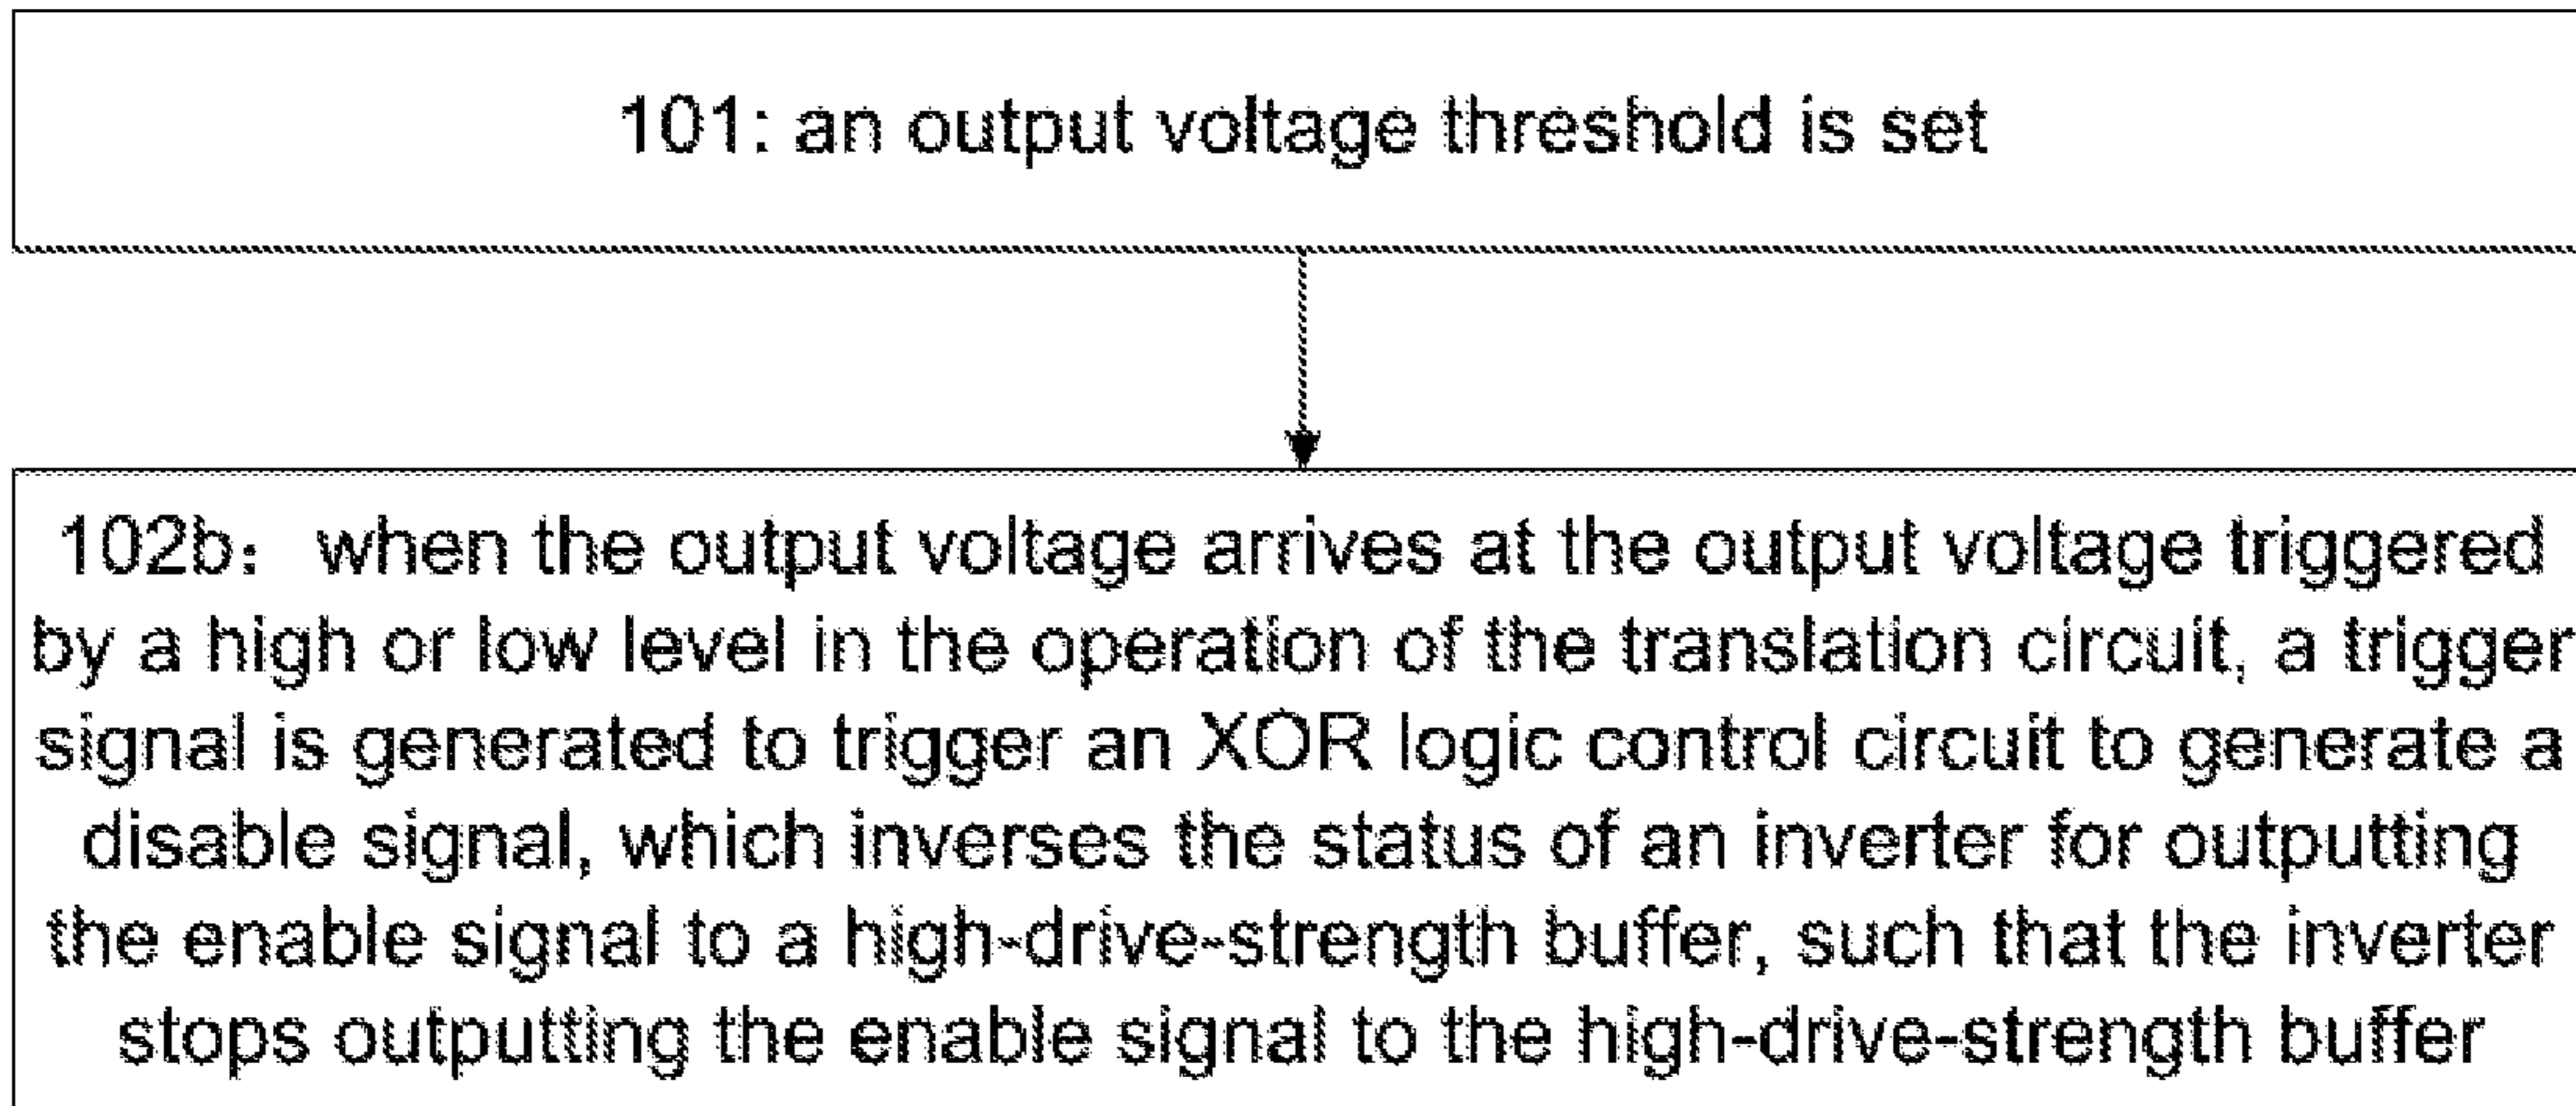 101: an output voltage threshold is set
102b: when the output voltage arrives at the output voltage triggered
by a high or low level in the operation of the translation circuit, a trigger
signal is generated to trigger an XOR logic control circuit to generate a
disable signal, which inverses the status of an inverter for outputting
the enable signal to a high-drive-strength buffer, such that the inverter
stops outputting the enable signal to the high-drive-strength buffer